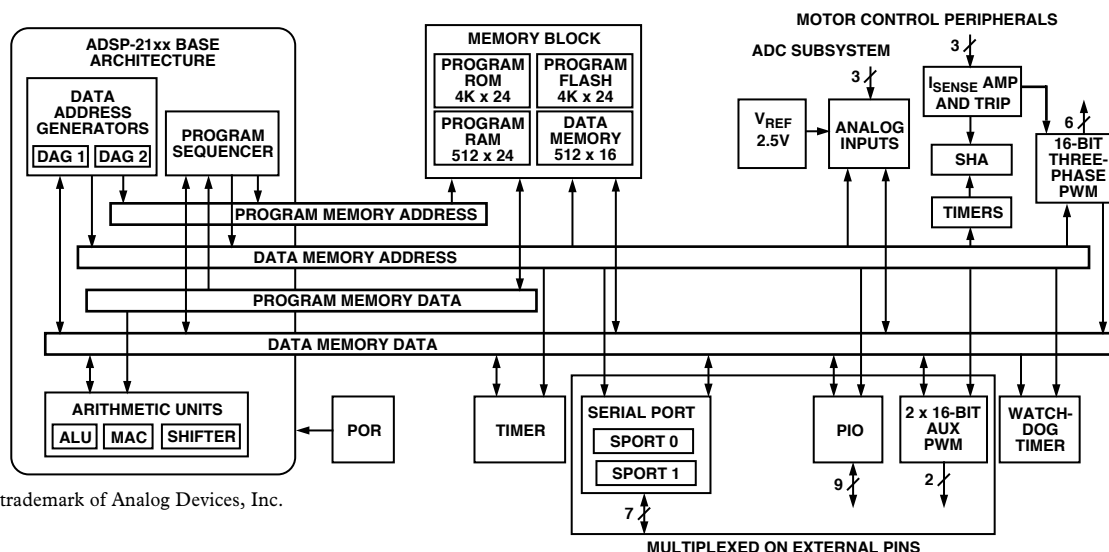 MOTOR CONTROL PERIPHERALS
ADSP-21xx BASE
ARCHITECTURE
DATA
ADDRESS
GENERATORS
DAG 1 DAG 2
PROGRAM
SEQUENCER
MEMORY BLOCK
PROGRAM
ROM
4K x 24
PROGRAM
FLASH
4K x 24
PROGRAM
RAM
512 x 24
DATA
MEMORY
512 x 16
ADC SUBSYSTEM
3
VREF
2.5V
ANALOG
INPUTS
3
ISENSE AMP
AND TRIP
SHA
TIMERS
6
16-BIT
THREE-
PHASE
PWM
PROGRAM MEMORY ADDRESS
DATA MEMORY ADDRESS
PROGRAM MEMORY DATA
DATA MEMORY DATA
ARITHMETIC UNITS
ALU MAC SHIFTER
POR
TIMER
SERIAL PORT
SPORT 0
SPORT 1
7
PIO
9
2 x 16-BIT
AUX
PWM
2
WATCH-
DOG
TIMER
trademark of Analog Devices, Inc.
MULTIPLEXED ON EXTERNAL PINS